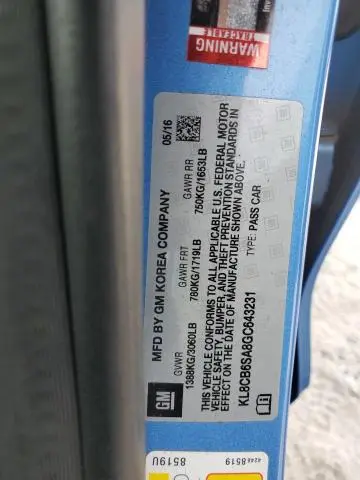 WARNING
TRACEABLE
MFD BY GM KOREA COMPANY 05/16
GVWR GAWR FRT GAWR RR
1388KG/3060LB 780KG/1719LB 750KG/1653LB
THIS VEHICLE CONFORMS TO ALL APPLICABLE U.S. FEDERAL MOTOR
VEHICLE SAFETY, BUMPER, AND THEFT PREVENTION STANDARDS IN
EFFECT ON THE DATE OF MANUFACTURE SHOWN ABOVE.
KL8CB6SA8GC643231 TYPE: PASS CAR
GM
4244 8519
8519U